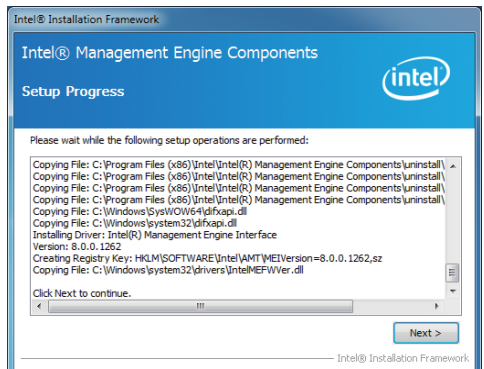 Intel® Installation Framework
Intel® Management Engine Components
Setup Progress
intel
Please wait while the following setup operations are performed:
Copying File: C:\Program Files (x86)\Intel\Intel(R) Management Engine Components\uninstall\
Copying File: C:\Program Files (x86)\Intel\Intel(R) Management Engine Components\uninstall\
Copying File: C:\Program Files (x86)\Intel\Intel(R) Management Engine Components\uninstall\
Copying File: C:\Program Files (x86)\Intel\Intel(R) Management Engine Components\uninstall\
Copying File: C:\Windows\SysWOW64\difxapi.dll
Copying File: C:\Windows\system32\difxapi.dll
Installing Driver: Intel(R) Management Engine Interface
Version: 8.0.0.1262
Creating Registry Key: HKLM\SOFTWARE\Intel\AMT\MEIVersion=8.0.0.1262,sz
Copying File: C:\Windows\system32\drivers\IntelMEFWVer.dll
Click Next to continue.
Next >
Intel® Installation Framework